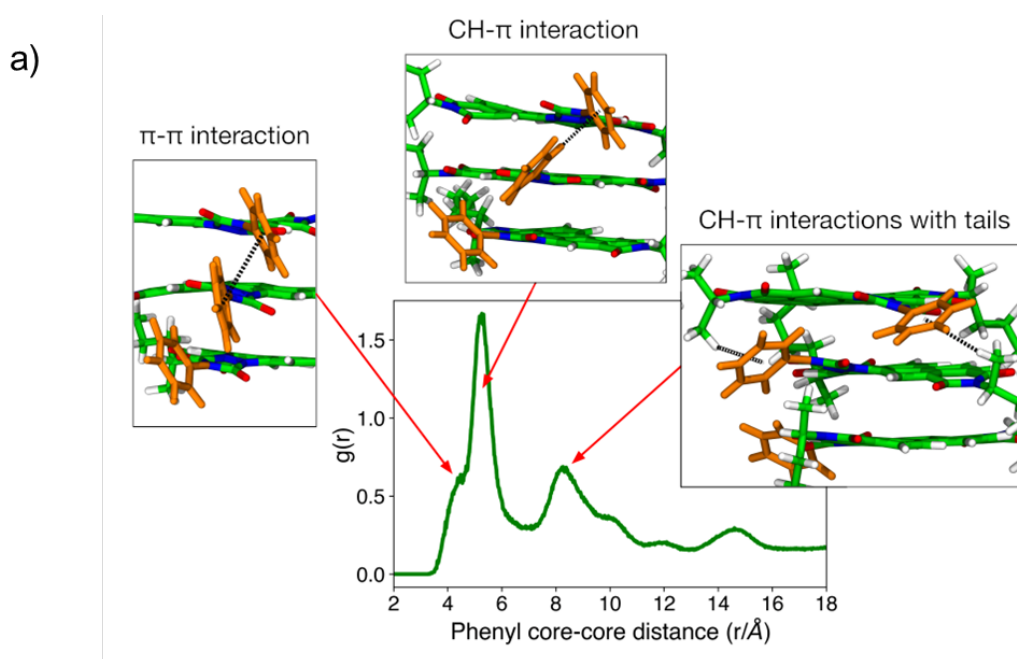 a)
CH-π interaction
π-π interaction
CH-π interactions with tails
1.5
1.0
0.5
0.0
g(r)
2 4 6 8 10 12 14 16 18
Phenyl core-core distance (r/Å)